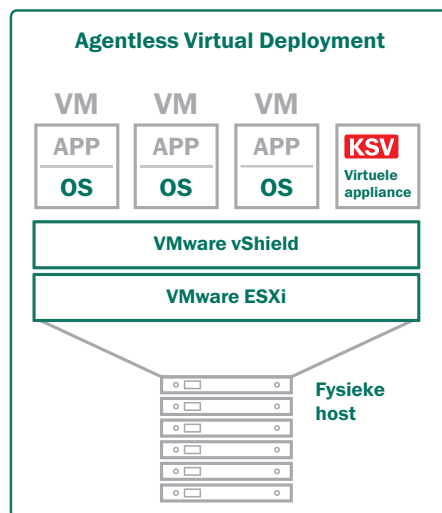 Agentless Virtual Deployment
VM VM VM
APP APP APP KSV
OS OS OS Virtuele
appliance
VMware vShield
VMware ESXi
Fysieke
host